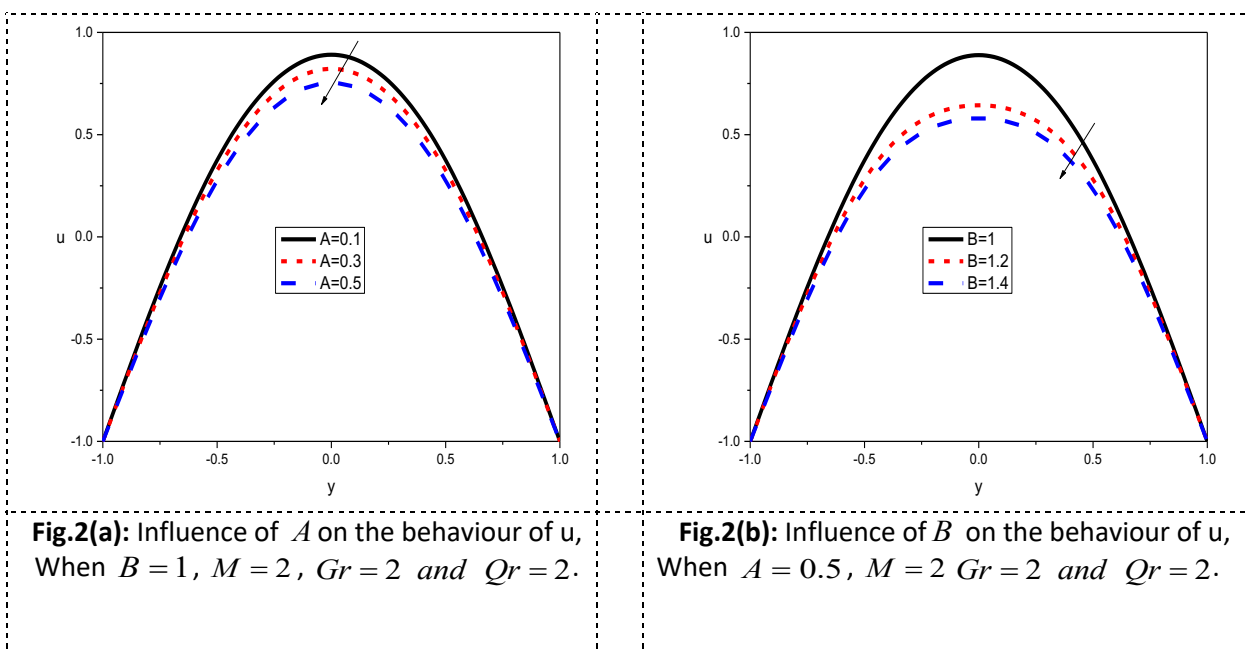 1.0
0.5
0.0
-0.5
-1.0
u
-1.0
-0.5
0.0
0.5
1.0
y
A=0.1
A=0.3
A=0.5
1.0
0.5
0.0
-0.5
-1.0
u
-1.0
-0.5
0.0
0.5
1.0
y
B=1
B=1.2
B=1.4
Fig.2(a): Influence of A on the behaviour of u,
When B = 1, M = 2, Gr = 2 and Qr = 2.
Fig.2(b): Influence of B on the behaviour of u,
When A = 0.5, M = 2 Gr = 2 and Qr = 2.